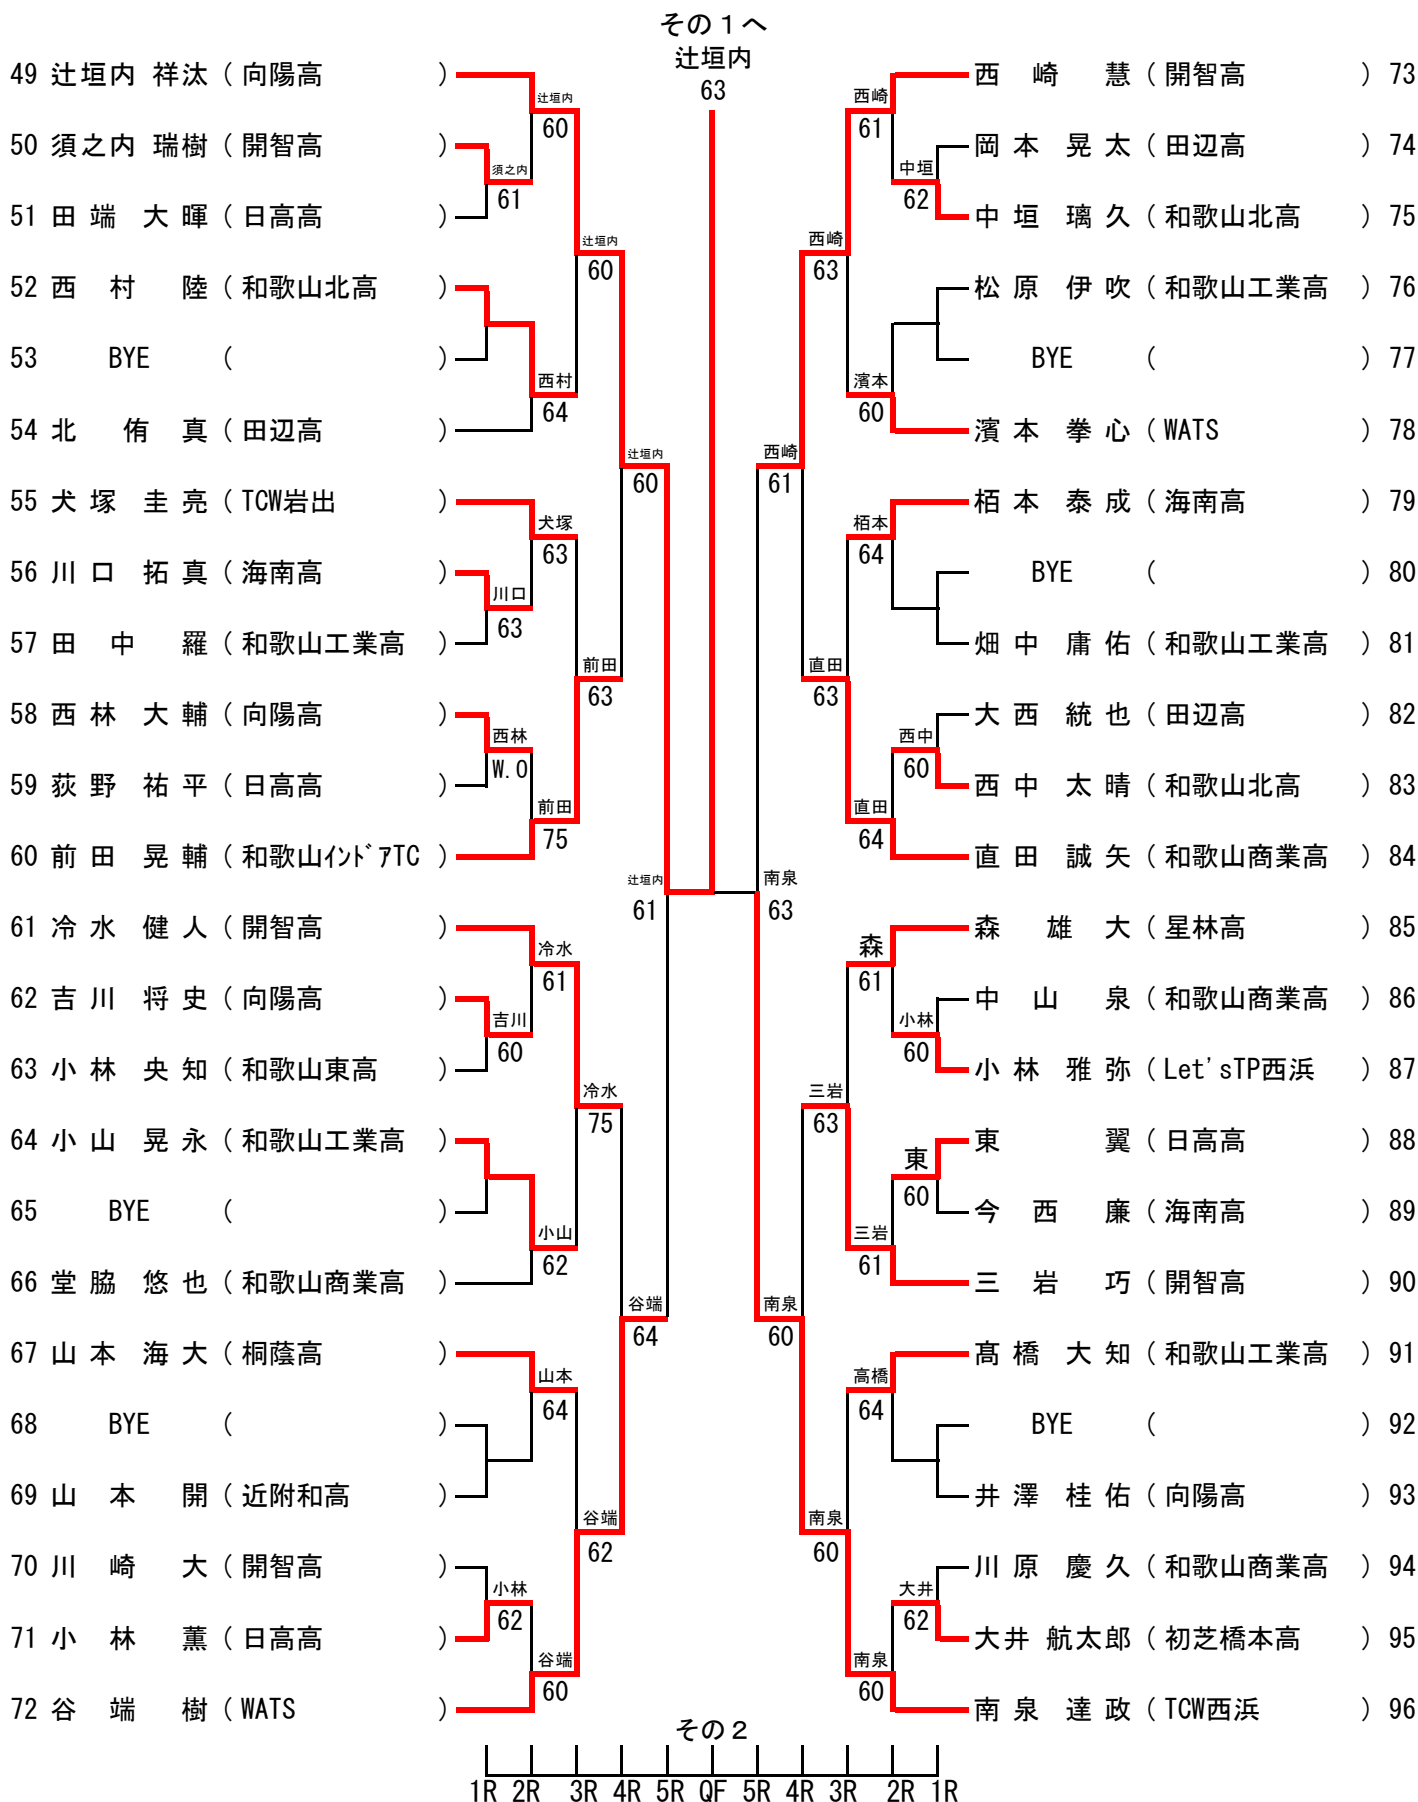 その１へ
辻垣内
63
49 辻垣内 祥汰 ( 向陽高 )
辻垣内
60
50 須之内 瑞樹 ( 開智高 )
須之内
61
51 田端 大暉 ( 日高高 )
辻垣内
60
52 西村 陸 ( 和歌山北高 )
53 BYE ( )
西村
64
54 北 侑真 ( 田辺高 )
辻垣内
60
55 犬塚 圭亮 ( TCW岩出 )
犬塚
63
56 川口 拓真 ( 海南高 )
川口
63
57 田中 羅 ( 和歌山工業高 )
前田
63
58 西林 大輔 ( 向陽高 )
西林
W.O
59 荻野 祐平 ( 日高高 )
前田
75
60 前田 晃輔 ( 和歌山ｲﾝﾄﾞｱTC )
辻垣内
61
61 冷水 健人 ( 開智高 )
冷水
61
62 吉川 将史 ( 向陽高 )
吉川
60
63 小林 央知 ( 和歌山東高 )
冷水
75
64 小山 晃永 ( 和歌山工業高 )
65 BYE ( )
小山
62
66 堂脇 悠也 ( 和歌山商業高 )
谷端
64
67 山本 海大 ( 桐蔭高 )
山本
64
68 BYE ( )
69 山本 開 ( 近附和高 )
谷端
62
70 川崎 大 ( 開智高 )
小林
62
71 小林 薫 ( 日高高 )
谷端
60
72 谷端 樹 ( WATS )
西崎 慧 ( 開智高 ) 73
西崎
61
岡本 晃太 ( 田辺高 ) 74
中垣
62
中垣 璃久 ( 和歌山北高 ) 75
西崎
63
松原 伊吹 ( 和歌山工業高 ) 76
BYE ( ) 77
濱本
60
濱本 拳心 ( WATS ) 78
西崎
61
栢本 泰成 ( 海南高 ) 79
栢本
64
BYE ( ) 80
畑中 庸佑 ( 和歌山工業高 ) 81
直田
63
大西 統也 ( 田辺高 ) 82
西中
60
西中 太晴 ( 和歌山北高 ) 83
直田
64
直田 誠矢 ( 和歌山商業高 ) 84
南泉
63
森 雄大 ( 星林高 ) 85
森
61
中山 泉 ( 和歌山商業高 ) 86
小林
60
小林 雅弥 ( Let'sTP西浜 ) 87
三岩
63
東 翼 ( 日高高 ) 88
東
60
今西 廉 ( 海南高 ) 89
三岩
61
三岩 巧 ( 開智高 ) 90
南泉
60
髙橋 大知 ( 和歌山工業高 ) 91
高橋
64
BYE ( ) 92
井澤 桂佑 ( 向陽高 ) 93
南泉
60
川原 慶久 ( 和歌山商業高 ) 94
大井
62
大井 航太郎 ( 初芝橋本高 ) 95
南泉
60
南泉 達政 ( TCW西浜 ) 96
その２
1R 2R 3R 4R 5R QF 5R 4R 3R 2R 1R